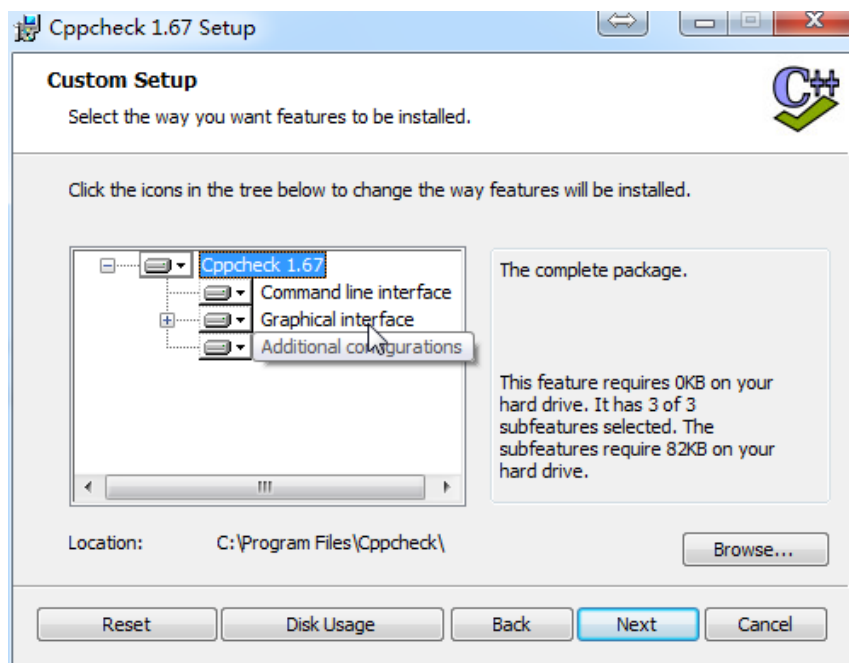 Cppcheck 1.67 Setup
Custom Setup
Select the way you want features to be installed.
C++
Click the icons in the tree below to change the way features will be installed.
Cppcheck 1.67
Command line interface
Graphical interface
Additional configurations
The complete package.
This feature requires 0KB on your
hard drive. It has 3 of 3
subfeatures selected. The
subfeatures require 82KB on your
hard drive.
Location: C:\Program Files\Cppcheck\
Browse...
Reset Disk Usage Back Next Cancel